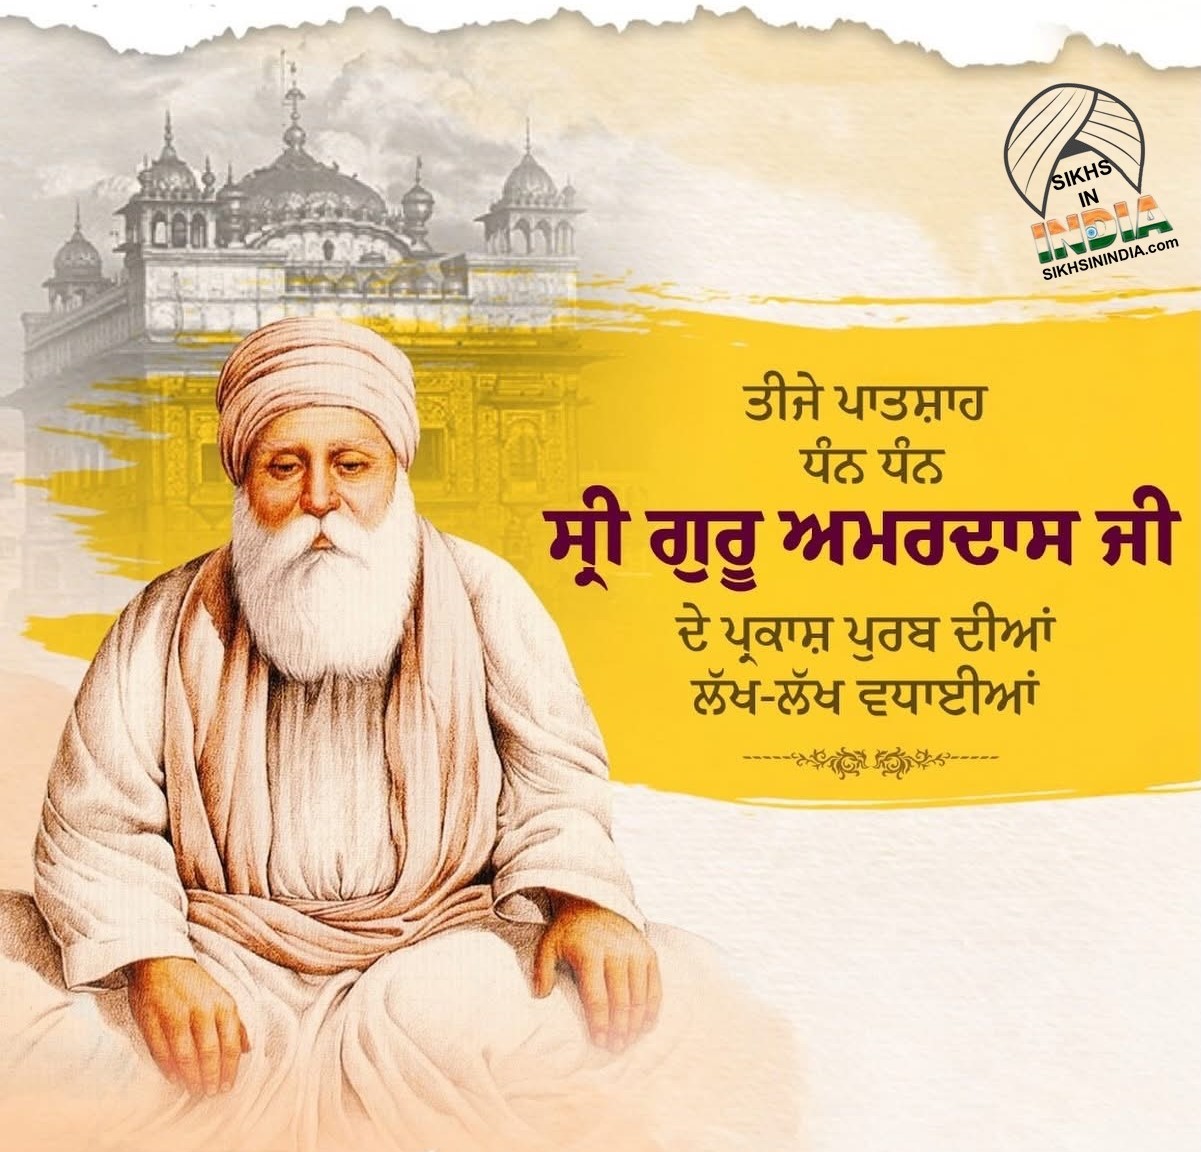 SIKHS
IN
INDIA
SIKHSININDIA.com
ਤੀਜੇ ਪਾਤਸ਼ਾਹ
ਧੰਨ ਧੰਨ
ਸ੍ਰੀ ਗੁਰੂ ਅਮਰਦਾਸ ਜੀ
ਦੇ ਪ੍ਰਕਾਸ਼ ਪੁਰਬ ਦੀਆਂ
ਲੱਖ-ਲੱਖ ਵਧਾਈਆਂ